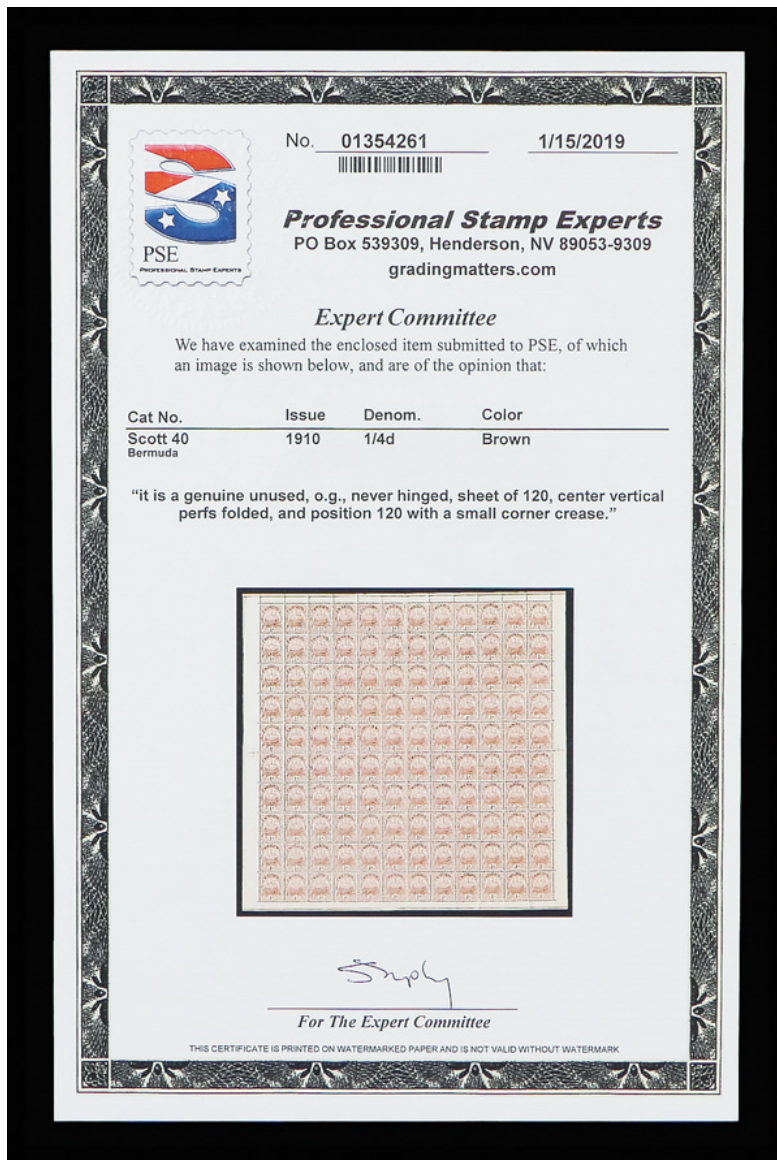 No. 01354261 1/15/2019
PSE
PROFESSIONAL STAMP EXPERTS
Professional Stamp Experts
PO Box 539309, Henderson, NV 89053-9309
gradingmatters.com
Expert Committee
We have examined the enclosed item submitted to PSE, of which
an image is shown below, and are of the opinion that:
Cat No. Issue Denom. Color
Scott 40 1910 1/4d Brown
Bermuda
“it is a genuine unused, o.g., never hinged, sheet of 120, center vertical
perfs folded, and position 120 with a small corner crease.”
For The Expert Committee
THIS CERTIFICATE IS PRINTED ON WATERMARKED PAPER AND IS NOT VALID WITHOUT WATERMARK